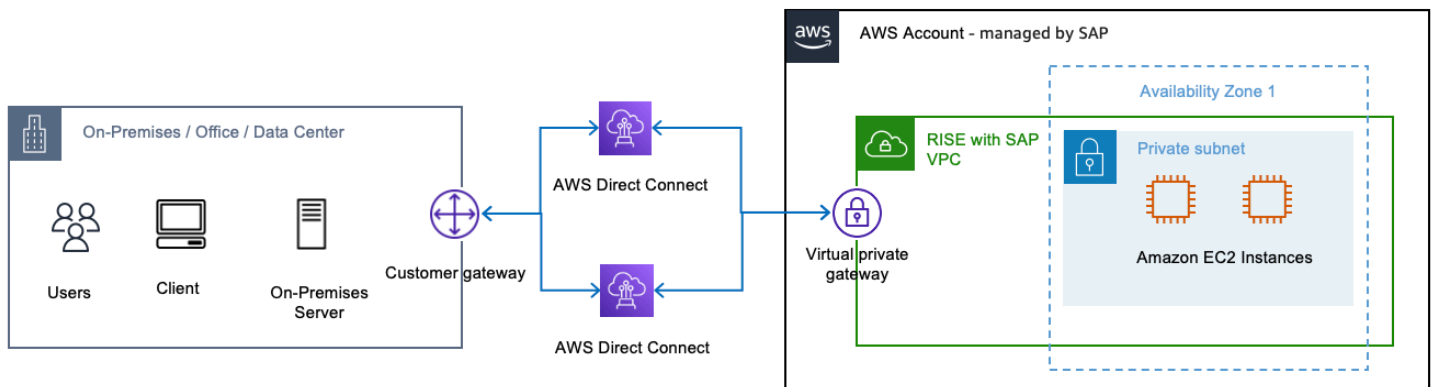 aws
AWS Account - managed by SAP
Availability Zone 1
On-Premises / Office / Data Center
RISE with SAP
VPC
Private subnet
AWS Direct Connect
Customer gateway
Virtual private
gateway
Amazon EC2 Instances
Users
Client
On-Premises
Server
AWS Direct Connect